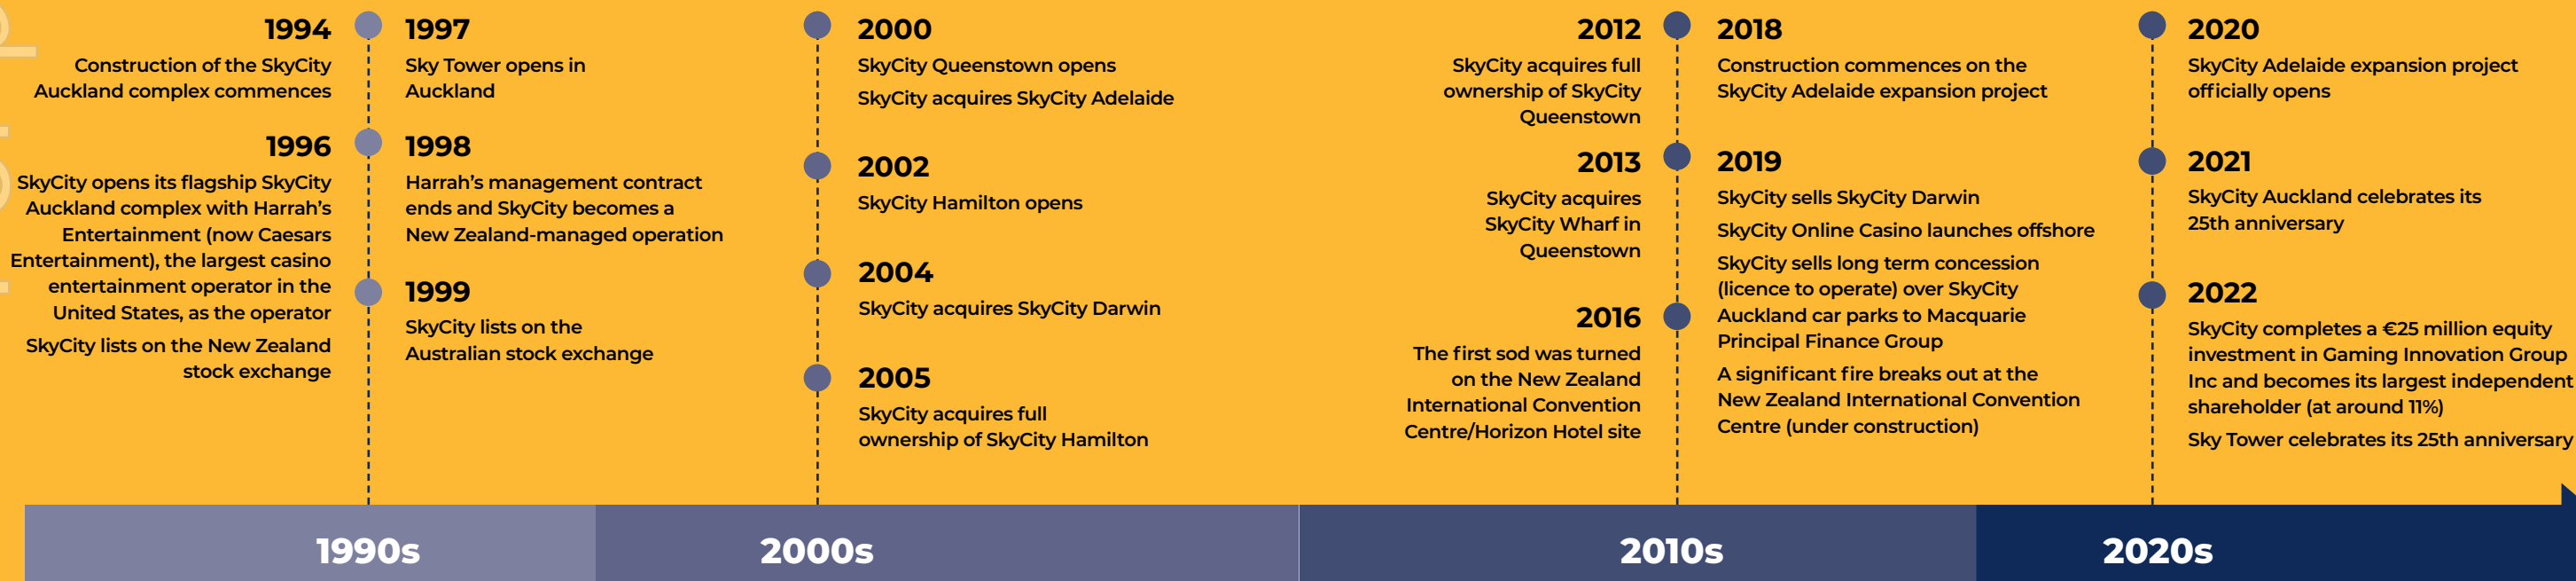 1994
Construction of the SkyCity
Auckland complex commences
1996
SkyCity opens its flagship SkyCity
Auckland complex with Harrah's
Entertainment (now Caesars
Entertainment), the largest casino
entertainment operator in the
United States, as the operator
SkyCity lists on the New Zealand
stock exchange
1997
Sky Tower opens in
Auckland
1998
Harrah's management contract
ends and SkyCity becomes a
New Zealand-managed operation
1999
SkyCity lists on the
Australian stock exchange
2000
SkyCity Queenstown opens
SkyCity acquires SkyCity Adelaide
2002
SkyCity Hamilton opens
2004
SkyCity acquires SkyCity Darwin
2005
SkyCity acquires full
ownership of SkyCity Hamilton
2012
SkyCity acquires full
ownership of SkyCity
Queenstown
2013
SkyCity acquires
SkyCity Wharf in
Queenstown
2016
The first sod was turned
on the New Zealand
International Convention
Centre/Horizon Hotel site
2018
Construction commences on the
SkyCity Adelaide expansion project
2019
SkyCity sells SkyCity Darwin
SkyCity Online Casino launches offshore
SkyCity sells long term concession
(licence to operate) over SkyCity
Auckland car parks to Macquarie
Principal Finance Group
A significant fire breaks out at the
New Zealand International Convention
Centre (under construction)
2020
SkyCity Adelaide expansion project
officially opens
2021
SkyCity Auckland celebrates its
25th anniversary
2022
SkyCity completes a €25 million equity
investment in Gaming Innovation Group
Inc and becomes its largest independent
shareholder (at around 11%)
Sky Tower celebrates its 25th anniversary
1990s
2000s
2010s
2020s